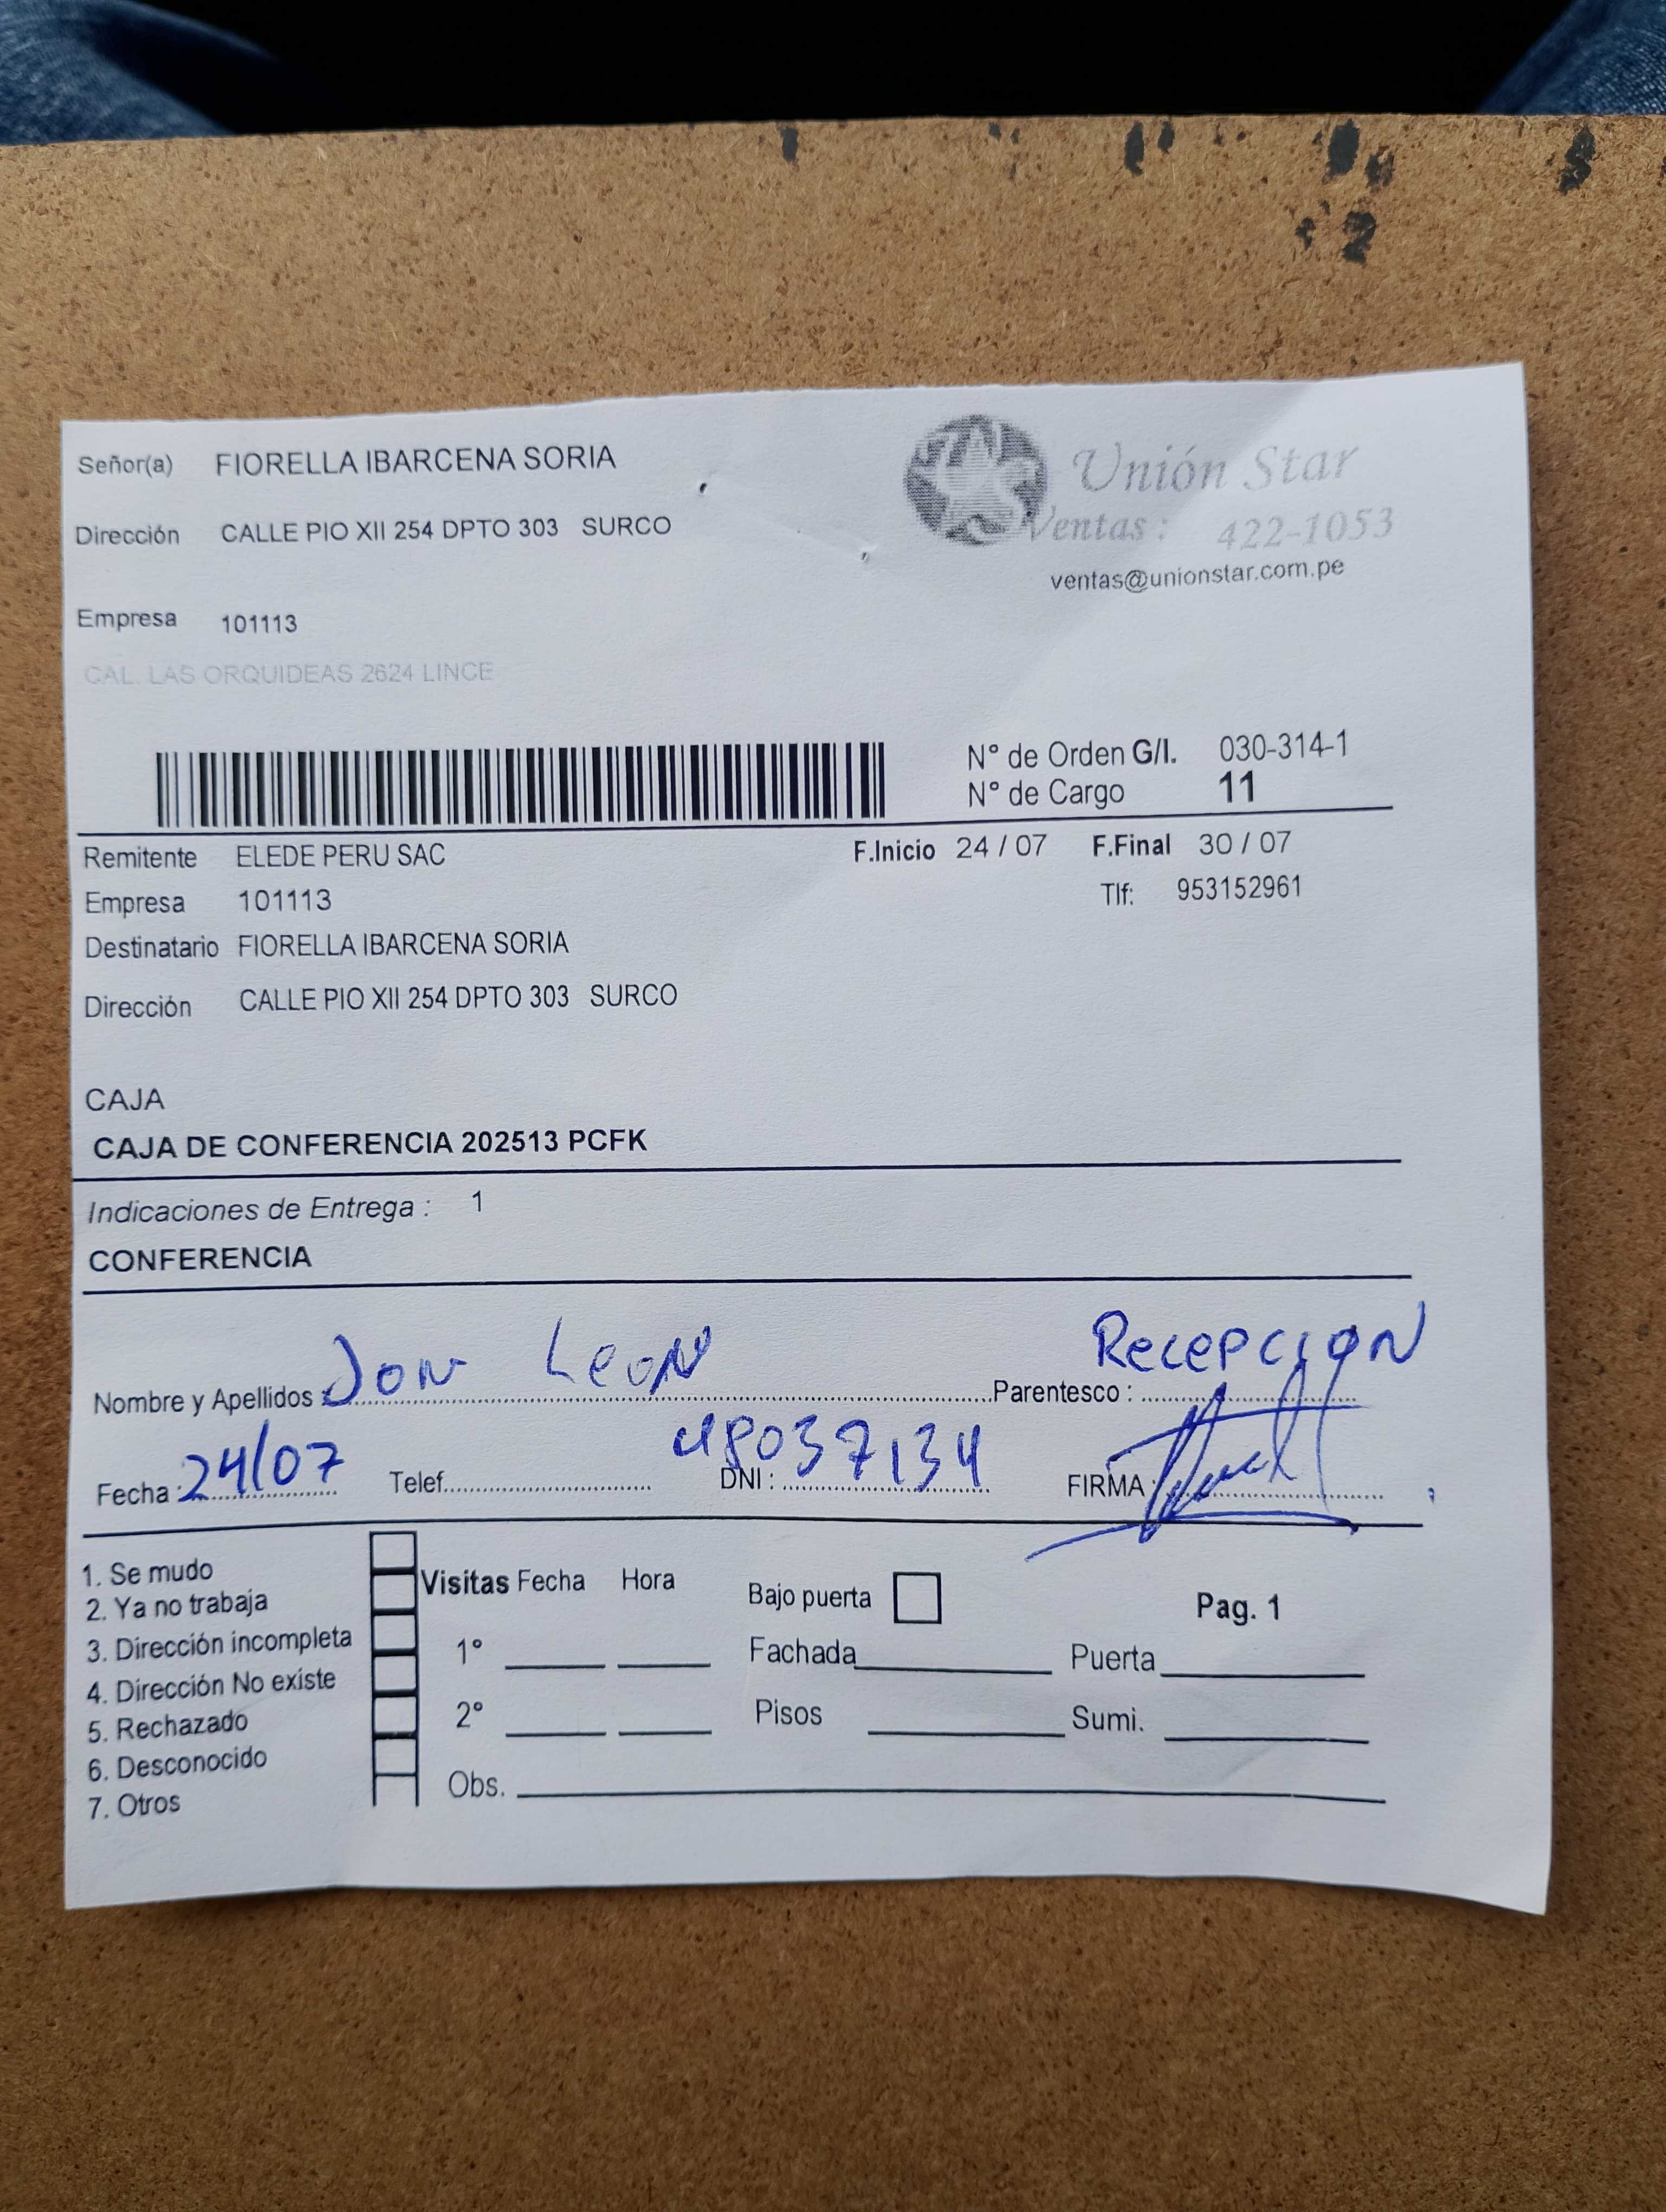 Señor(a) FIORELLA IBARCENA SORIA
Unión Star
Dirección CALLE PIO XII 254 DPTO 303 SURCO
Ventas : 422-1053
ventas@unionstar.com.pe
Empresa 101113
CAL. LAS ORQUIDEAS 2624 LINCE
N° de Orden G/I. 030-314-1
N° de Cargo 11
Remitente ELEDE PERU SAC F.Inicio 24 / 07 F.Final 30 / 07
Empresa 101113 Tlf: 953152961
Destinatario FIORELLA IBARCENA SORIA
Dirección CALLE PIO XII 254 DPTO 303 SURCO
CAJA
CAJA DE CONFERENCIA 202513 PCFK
Indicaciones de Entrega : 1
CONFERENCIA
Nombre y Apellidos : Jon Leon Parentesco : Recepcion
Fecha : 24/07 Telef. DNI : 48037134 FIRMA :
1. Se mudo
2. Ya no trabaja
3. Dirección incompleta
4. Dirección No existe
5. Rechazado
6. Desconocido
7. Otros
Visitas Fecha Hora Bajo puerta Pag. 1
1° Fachada Puerta
2° Pisos Sumi.
Obs.